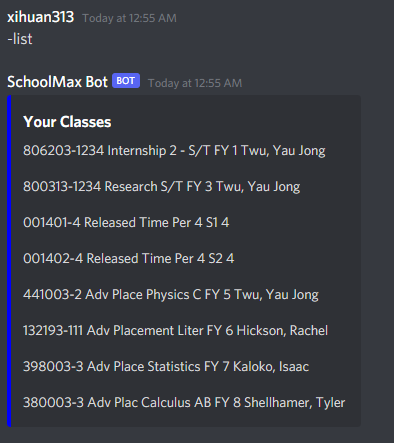 xihuan313 Today at 12:55 AM
-list
SchoolMax Bot BOT Today at 12:55 AM
Your Classes
806203-1234 Internship 2 - S/T FY 1 Twu, Yau Jong
800313-1234 Research S/T FY 3 Twu, Yau Jong
001401-4 Released Time Per 4 S1 4
001402-4 Released Time Per 4 S2 4
441003-2 Adv Place Physics C FY 5 Twu, Yau Jong
132193-111 Adv Placement Liter FY 6 Hickson, Rachel
398003-3 Adv Place Statistics FY 7 Kaloko, Isaac
380003-3 Adv Plac Calculus AB FY 8 Shellhamer, Tyler